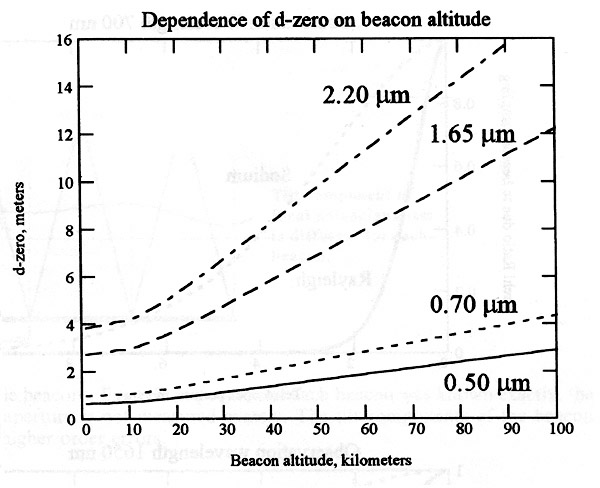 Dependence of d-zero on beacon altitude
16
14
12
10
8
6
4
2
0
d-zero, meters
2.20 µm
1.65 µm
0.70 µm
0.50 µm
0 10 20 30 40 50 60 70 80 90 100
Beacon altitude, kilometers